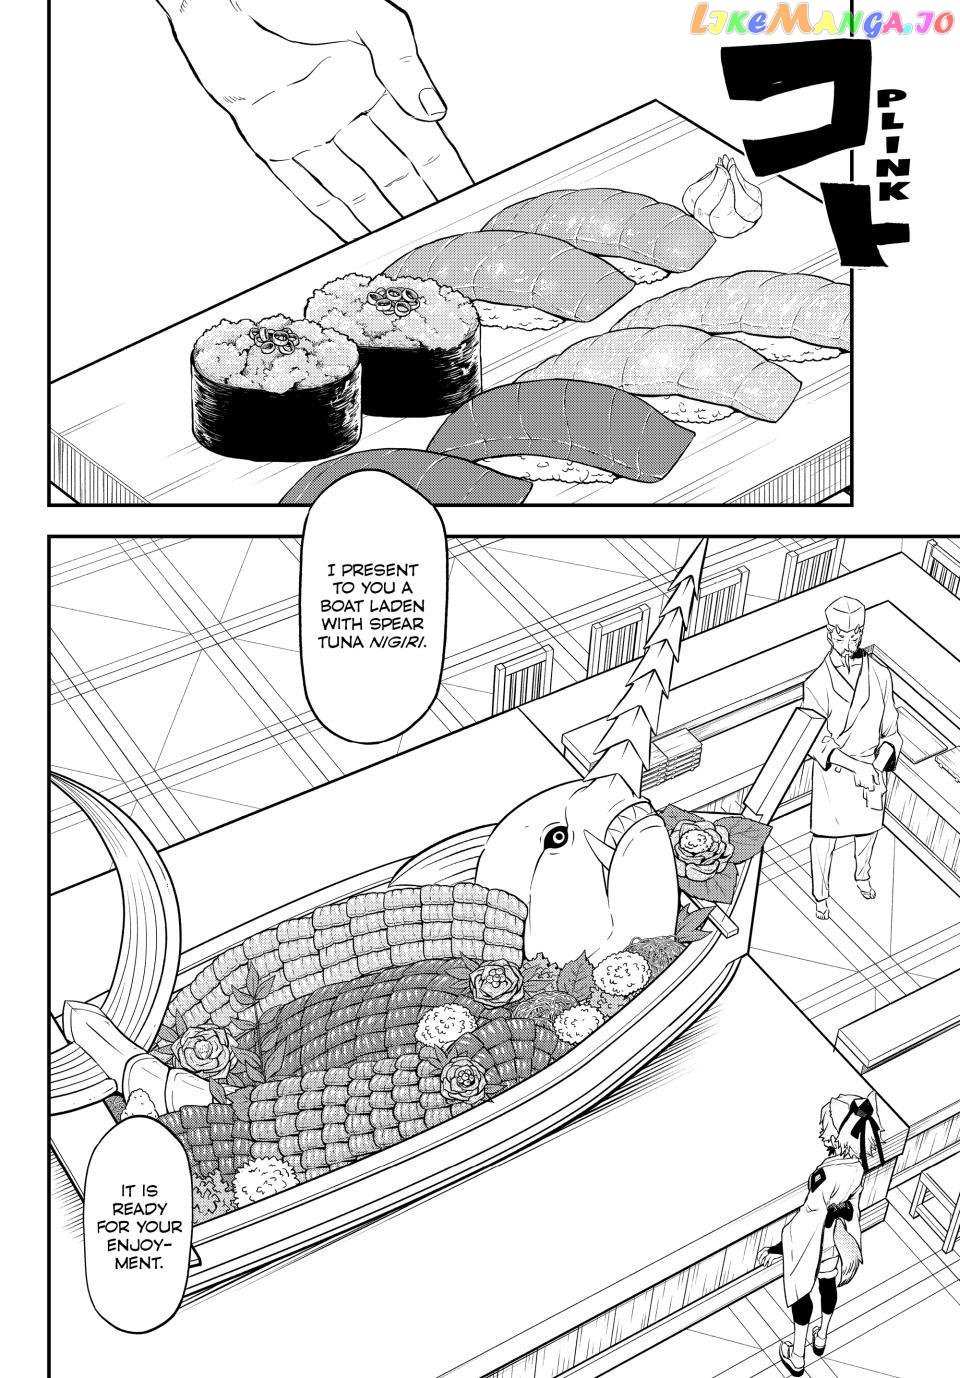 LIKEMANGA.IO
コト
PLINK
I PRESENT
TO YOU A
BOAT LADEN
WITH SPEAR
TUNA NIGIRI.
IT IS
READY
FOR YOUR
ENJOY-
MENT.